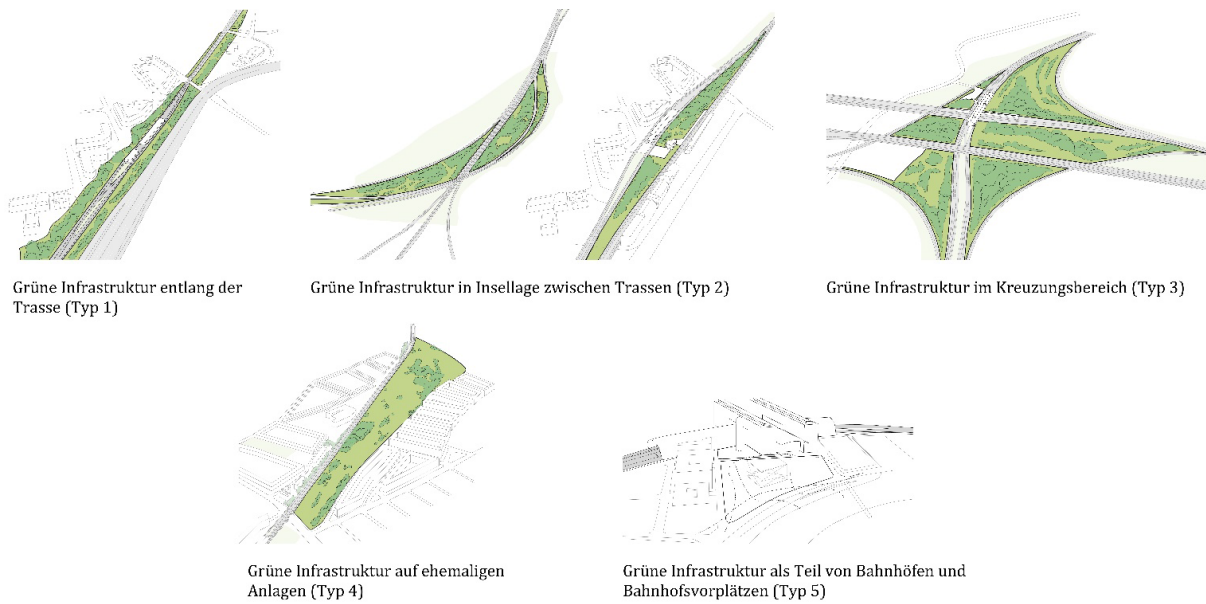 Grüne Infrastruktur entlang der
Trasse (Typ 1)
Grüne Infrastruktur in Insellage zwischen Trassen (Typ 2)
Grüne Infrastruktur im Kreuzungsbereich (Typ 3)
Grüne Infrastruktur auf ehemaligen
Anlagen (Typ 4)
Grüne Infrastruktur als Teil von Bahnhöfen und
Bahnhofsvorplätzen (Typ 5)